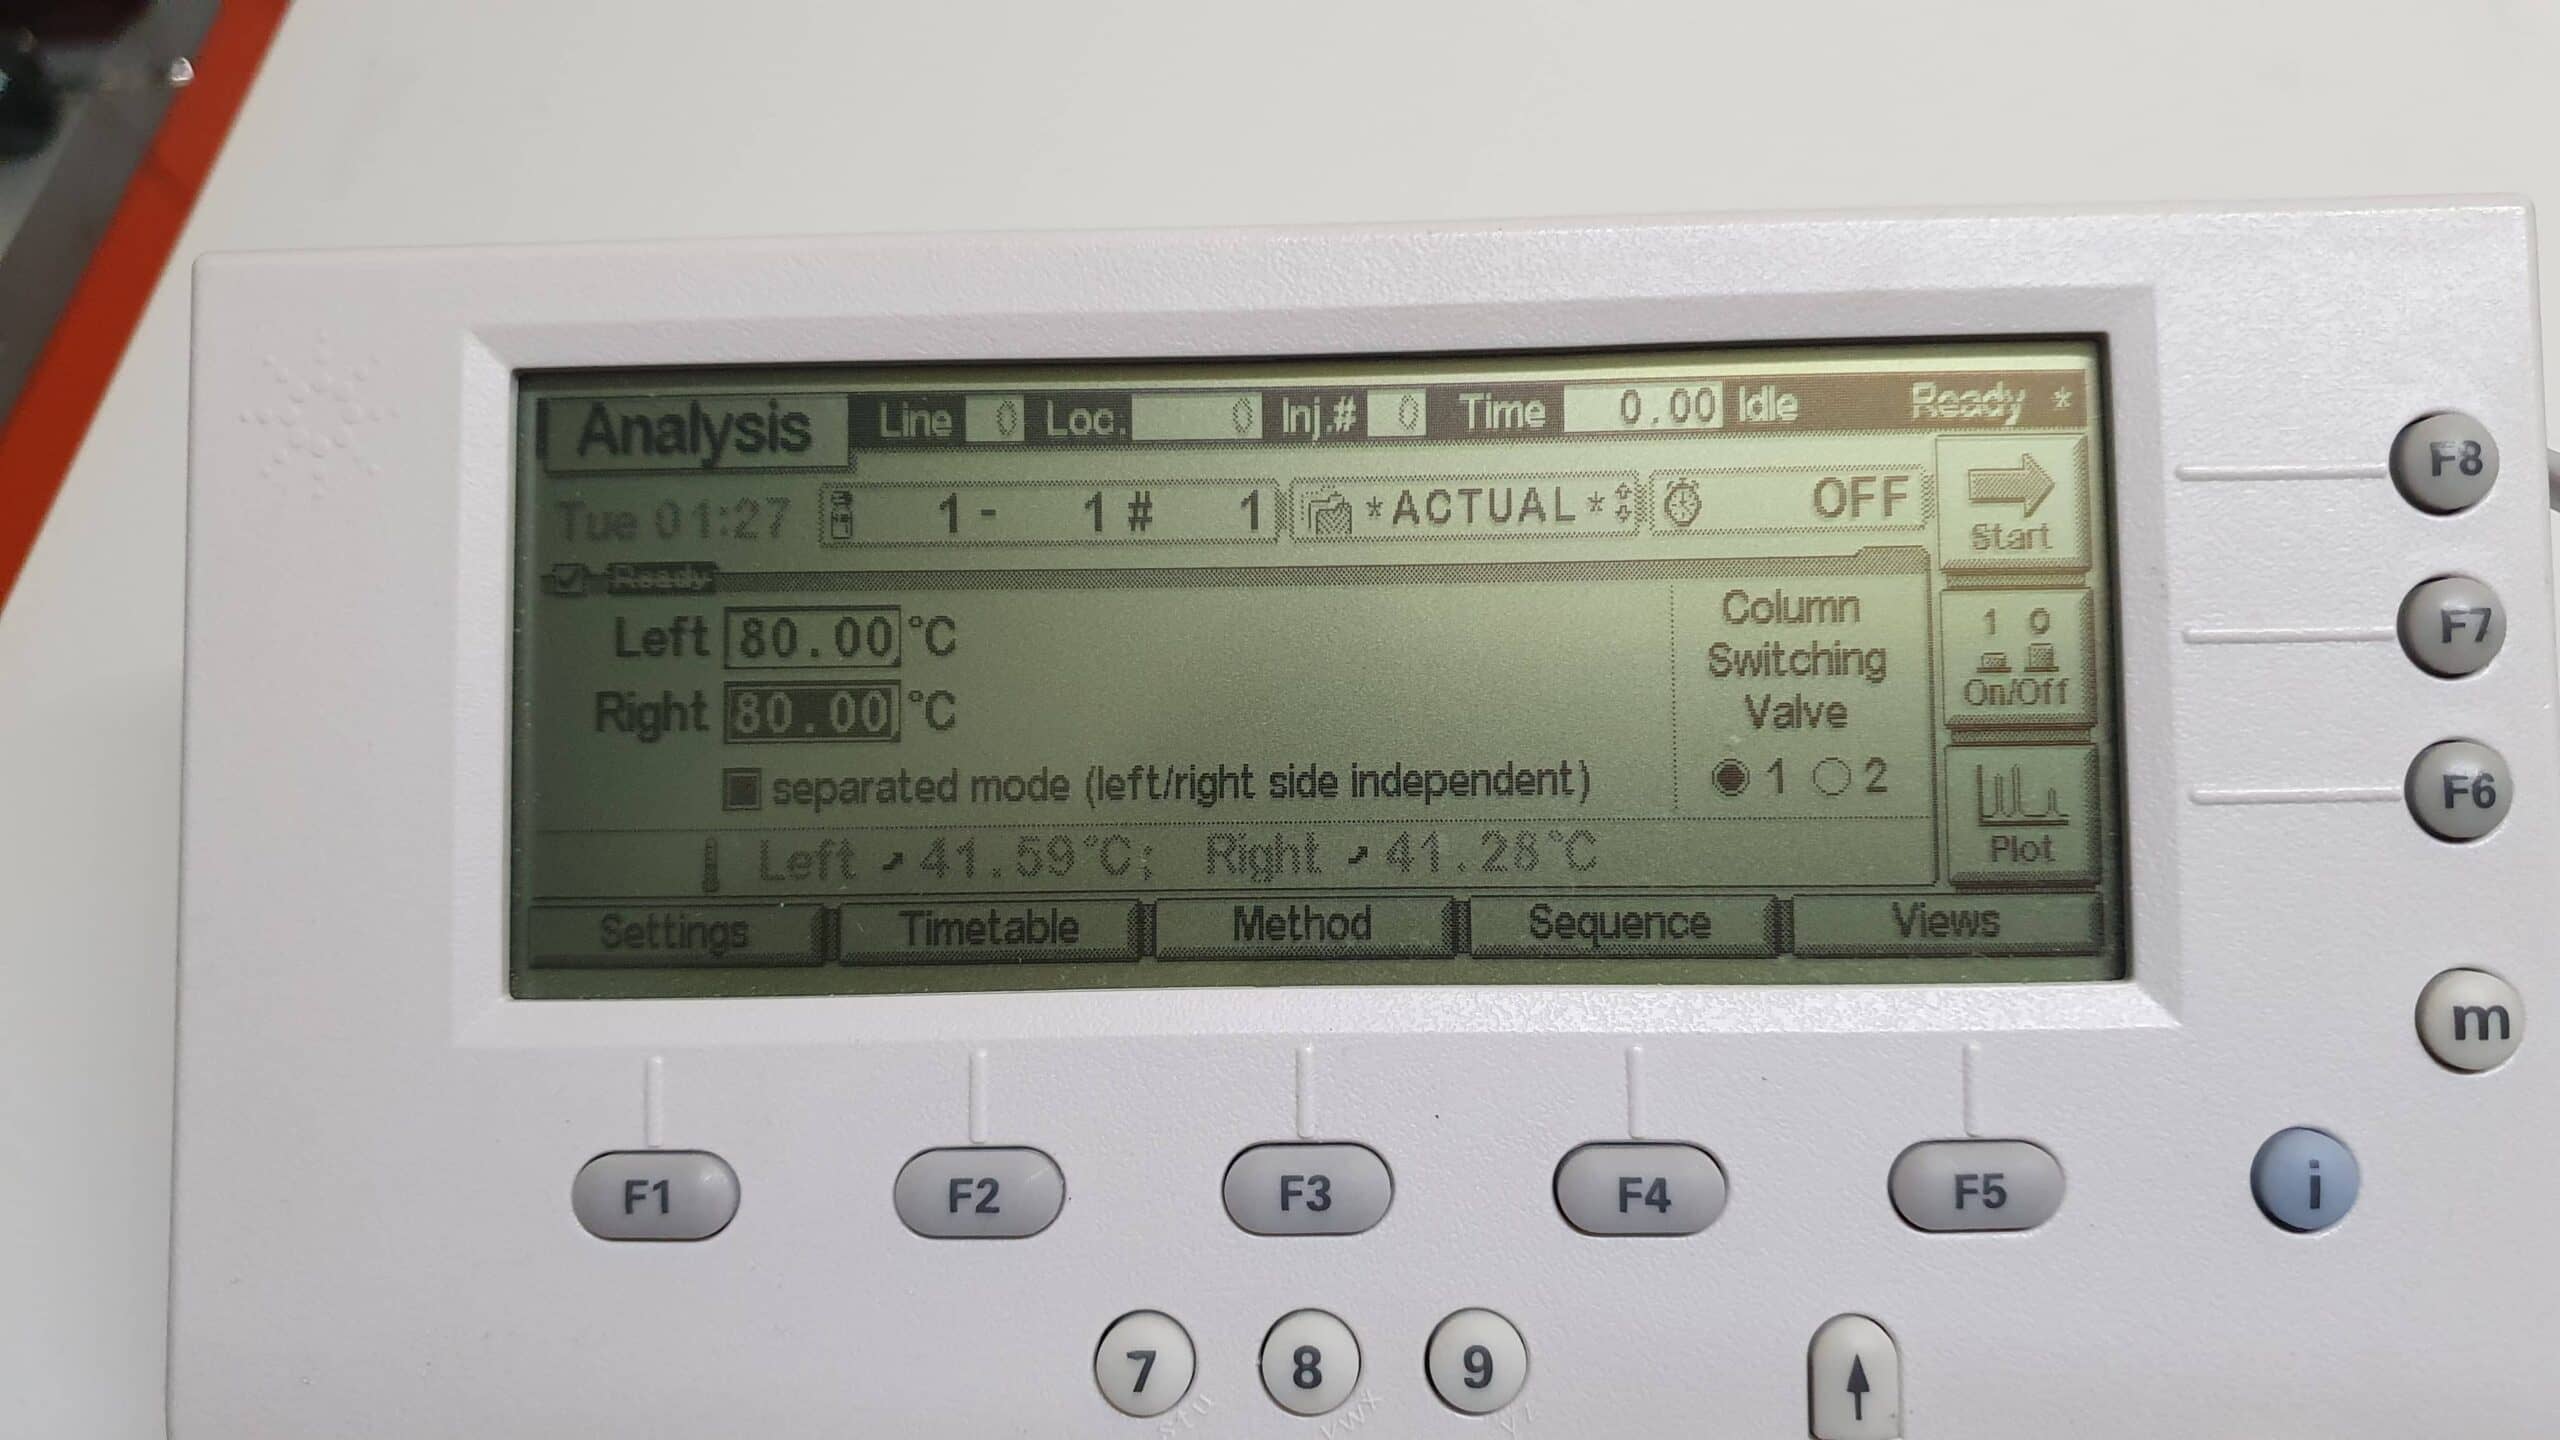 Analysis Line 0 Loc. 0 Inj.# 0 Time 0.00 Idle Ready *
Tue 01:27 1 - 1 # 1 *ACTUAL* OFF
Start
Ready
Left 80.00 °C
Right 80.00 °C
separated mode (left/right side independent)
Column
Switching
Valve
1 2
1 0
On/Off
Plot
Left 41.59°C; Right 41.28°C
Settings Timetable Method Sequence Views
F8
F7
F6
m
F1 F2 F3 F4 F5 i
7 8 9
stu vwx yz